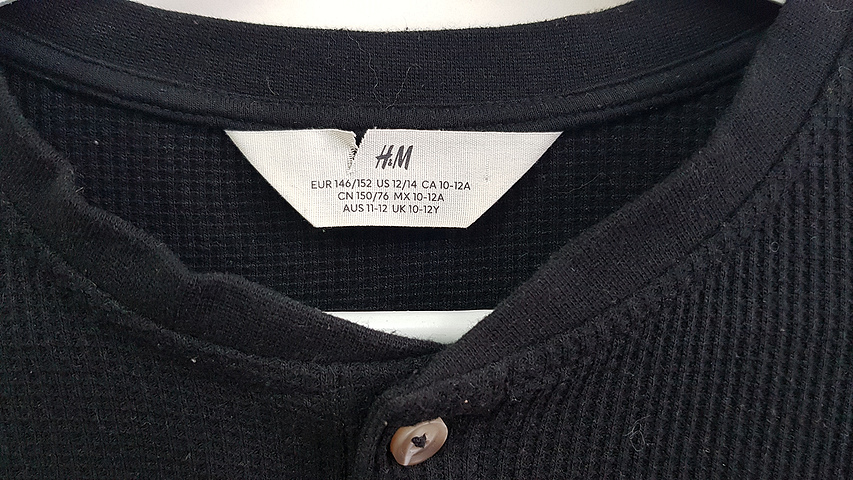 H&M
EUR 146/152 US 12/14 CA 10-12A
CN 150/76 MX 10-12A
AUS 11-12 UK 10-12Y